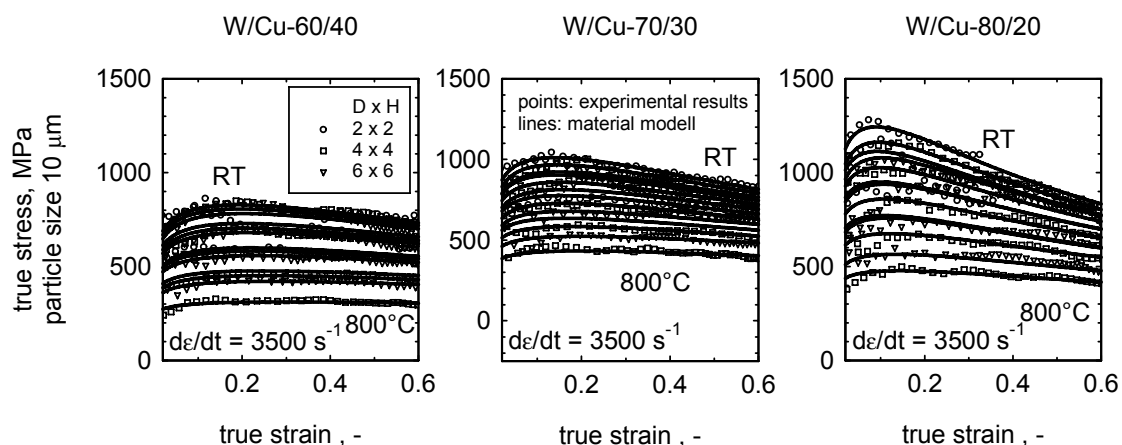 W/Cu-60/40
W/Cu-70/30
W/Cu-80/20
true stress, MPa
particle size 10 µm
1500
1000
500
0
D x H
2 x 2
4 x 4
6 x 6
RT
800°C
dε/dt = 3500 s⁻¹
0.2
0.4
0.6
true strain , -
1500
1000
500
0
points: experimental results
lines: material modell
RT
800°C
dε/dt = 3500 s⁻¹
0.2
0.4
0.6
true strain , -
1500
1000
500
0
RT
800°C
dε/dt = 3500 s⁻¹
0.2
0.4
0.6
true strain , -